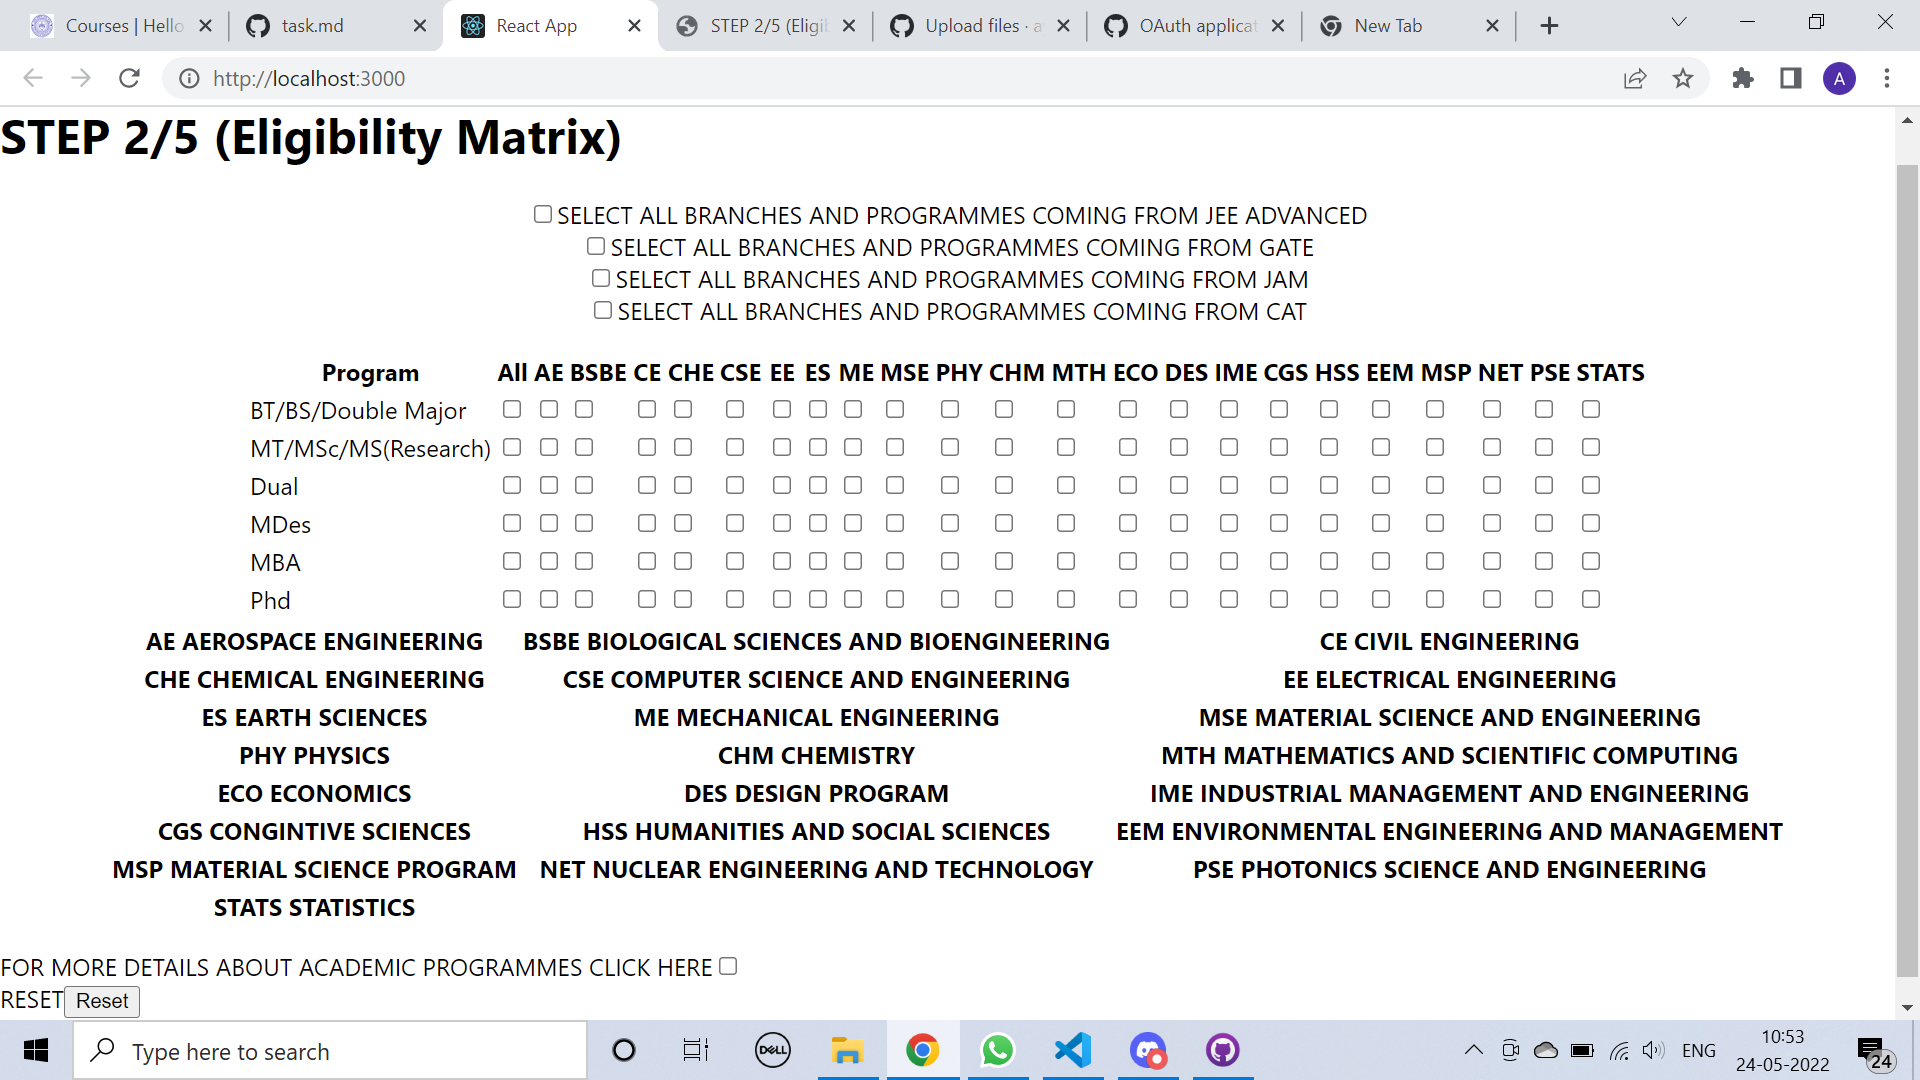 Courses | Hello
task.md
React App
STEP 2/5 (Eligib
Upload files · a
OAuth applicat
New Tab
http://localhost:3000
A
STEP 2/5 (Eligibility Matrix)
SELECT ALL BRANCHES AND PROGRAMMES COMING FROM JEE ADVANCED
SELECT ALL BRANCHES AND PROGRAMMES COMING FROM GATE
SELECT ALL BRANCHES AND PROGRAMMES COMING FROM JAM
SELECT ALL BRANCHES AND PROGRAMMES COMING FROM CAT
Program All AE BSBE CE CHE CSE EE ES ME MSE PHY CHM MTH ECO DES IME CGS HSS EEM MSP NET PSE STATS
BT/BS/Double Major
MT/MSc/MS(Research)
Dual
MDes
MBA
Phd
AE AEROSPACE ENGINEERING BSBE BIOLOGICAL SCIENCES AND BIOENGINEERING CE CIVIL ENGINEERING
CHE CHEMICAL ENGINEERING CSE COMPUTER SCIENCE AND ENGINEERING EE ELECTRICAL ENGINEERING
ES EARTH SCIENCES ME MECHANICAL ENGINEERING MSE MATERIAL SCIENCE AND ENGINEERING
PHY PHYSICS CHM CHEMISTRY MTH MATHEMATICS AND SCIENTIFIC COMPUTING
ECO ECONOMICS DES DESIGN PROGRAM IME INDUSTRIAL MANAGEMENT AND ENGINEERING
CGS CONGINTIVE SCIENCES HSS HUMANITIES AND SOCIAL SCIENCES EEM ENVIRONMENTAL ENGINEERING AND MANAGEMENT
MSP MATERIAL SCIENCE PROGRAM NET NUCLEAR ENGINEERING AND TECHNOLOGY PSE PHOTONICS SCIENCE AND ENGINEERING
STATS STATISTICS
FOR MORE DETAILS ABOUT ACADEMIC PROGRAMMES CLICK HERE
RESET Reset
Type here to search
DELL
ENG
10:53
24-05-2022
24